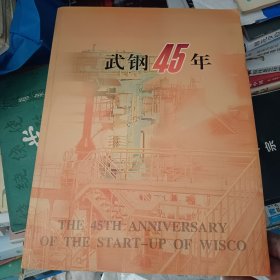 武钢45年
THE 45TH ANNIVERSARY
OF THE START-UP OF WISCO